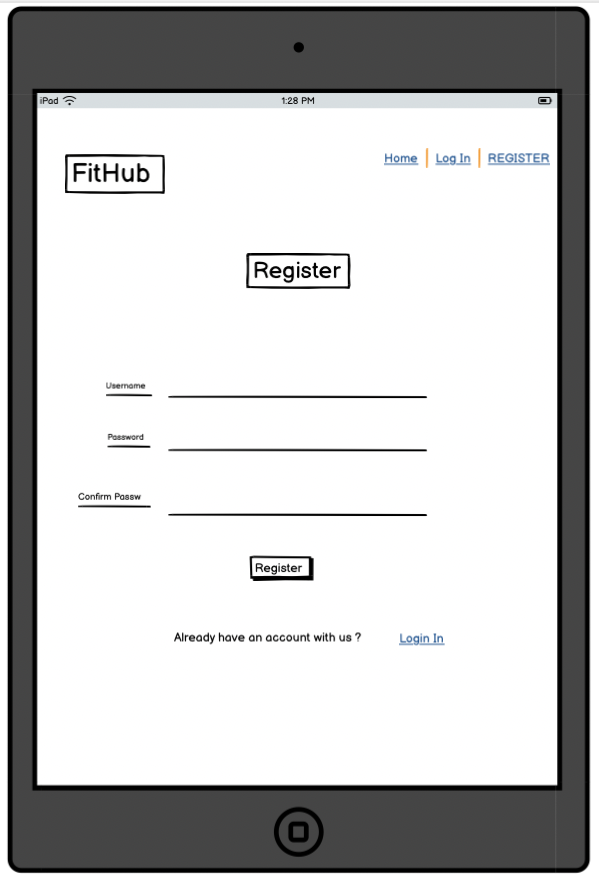 iPad 1:28 PM
Home Log In REGISTER
FitHub
Register
Username
Password
Confirm Passw
Register
Already have an account with us ? Login In